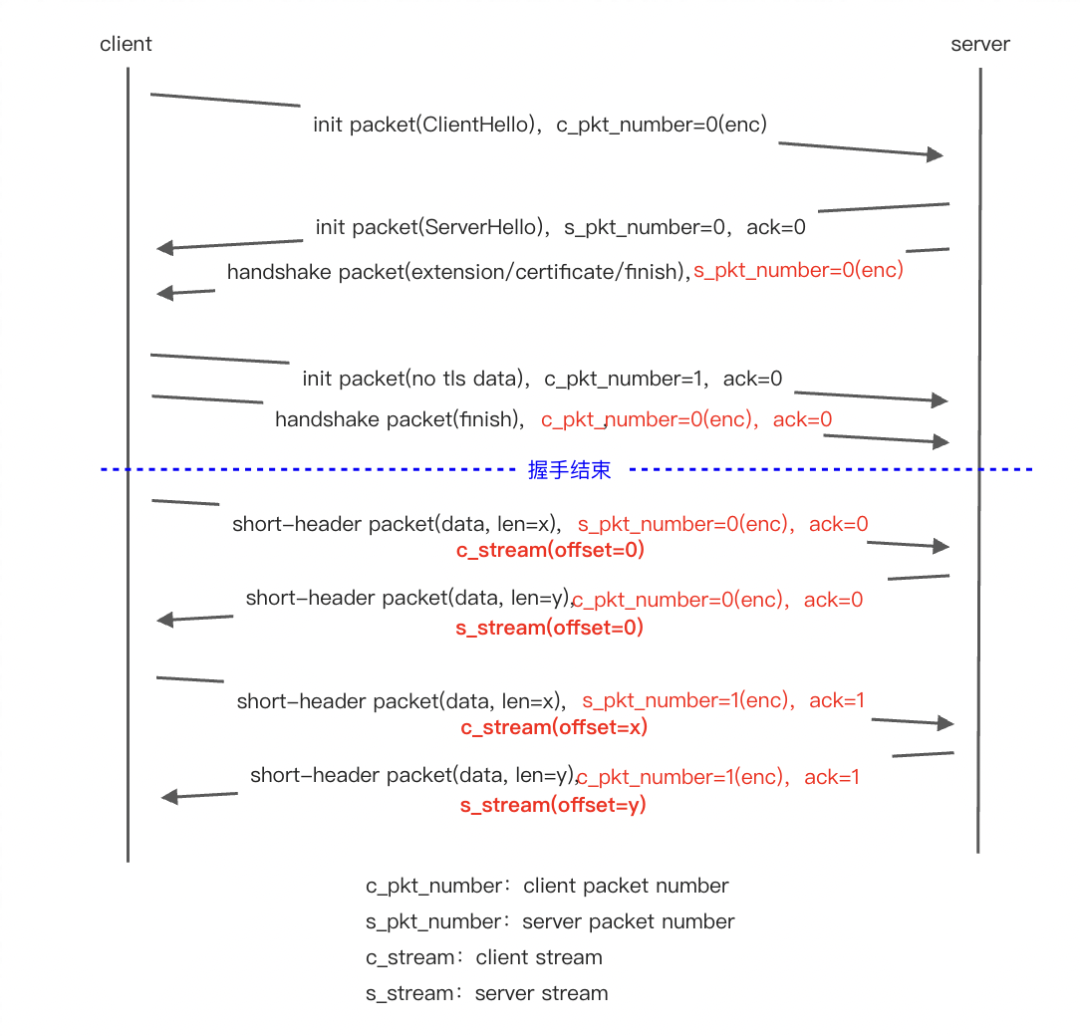 client
server
init packet(ClientHello)，c_pkt_number=0(enc)
init packet(ServerHello)，s_pkt_number=0，ack=0
handshake packet(extension/certificate/finish),s_pkt_number=0(enc)
init packet(no tls data)，c_pkt_number=1，ack=0
handshake packet(finish)，c_pkt_number=0(enc)，ack=0
握手结束
short-header packet(data, len=x)，s_pkt_number=0(enc)，ack=0
c_stream(offset=0)
short-header packet(data, len=y),c_pkt_number=0(enc)，ack=0
s_stream(offset=0)
short-header packet(data, len=x)，s_pkt_number=1(enc)，ack=1
c_stream(offset=x)
short-header packet(data, len=y),c_pkt_number=1(enc)，ack=1
s_stream(offset=y)
c_pkt_number：client packet number
s_pkt_number：server packet number
c_stream：client stream
s_stream：server stream